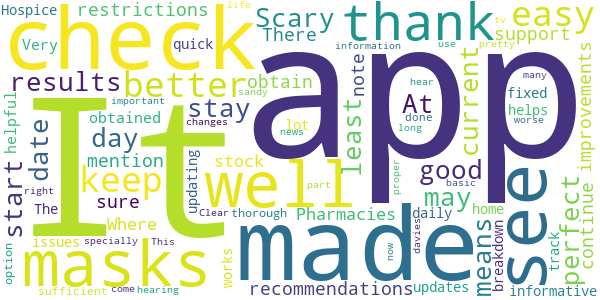 Hospice restrictions Scary life tv pretty easy
check thank There support
Very quick information use
results better obtain note hear many
It app At current fixed improvements
important stay sandy least done worse helps
helpful date obtained day changes lot long
mention updating news good basic
start right keep stock well part proper see perfect continue
The sure Where Clear thorough Pharmacies may daily home
option issues specially This made now davies means breakdown track
masks works updates
sufficient come hearing recommendations informative